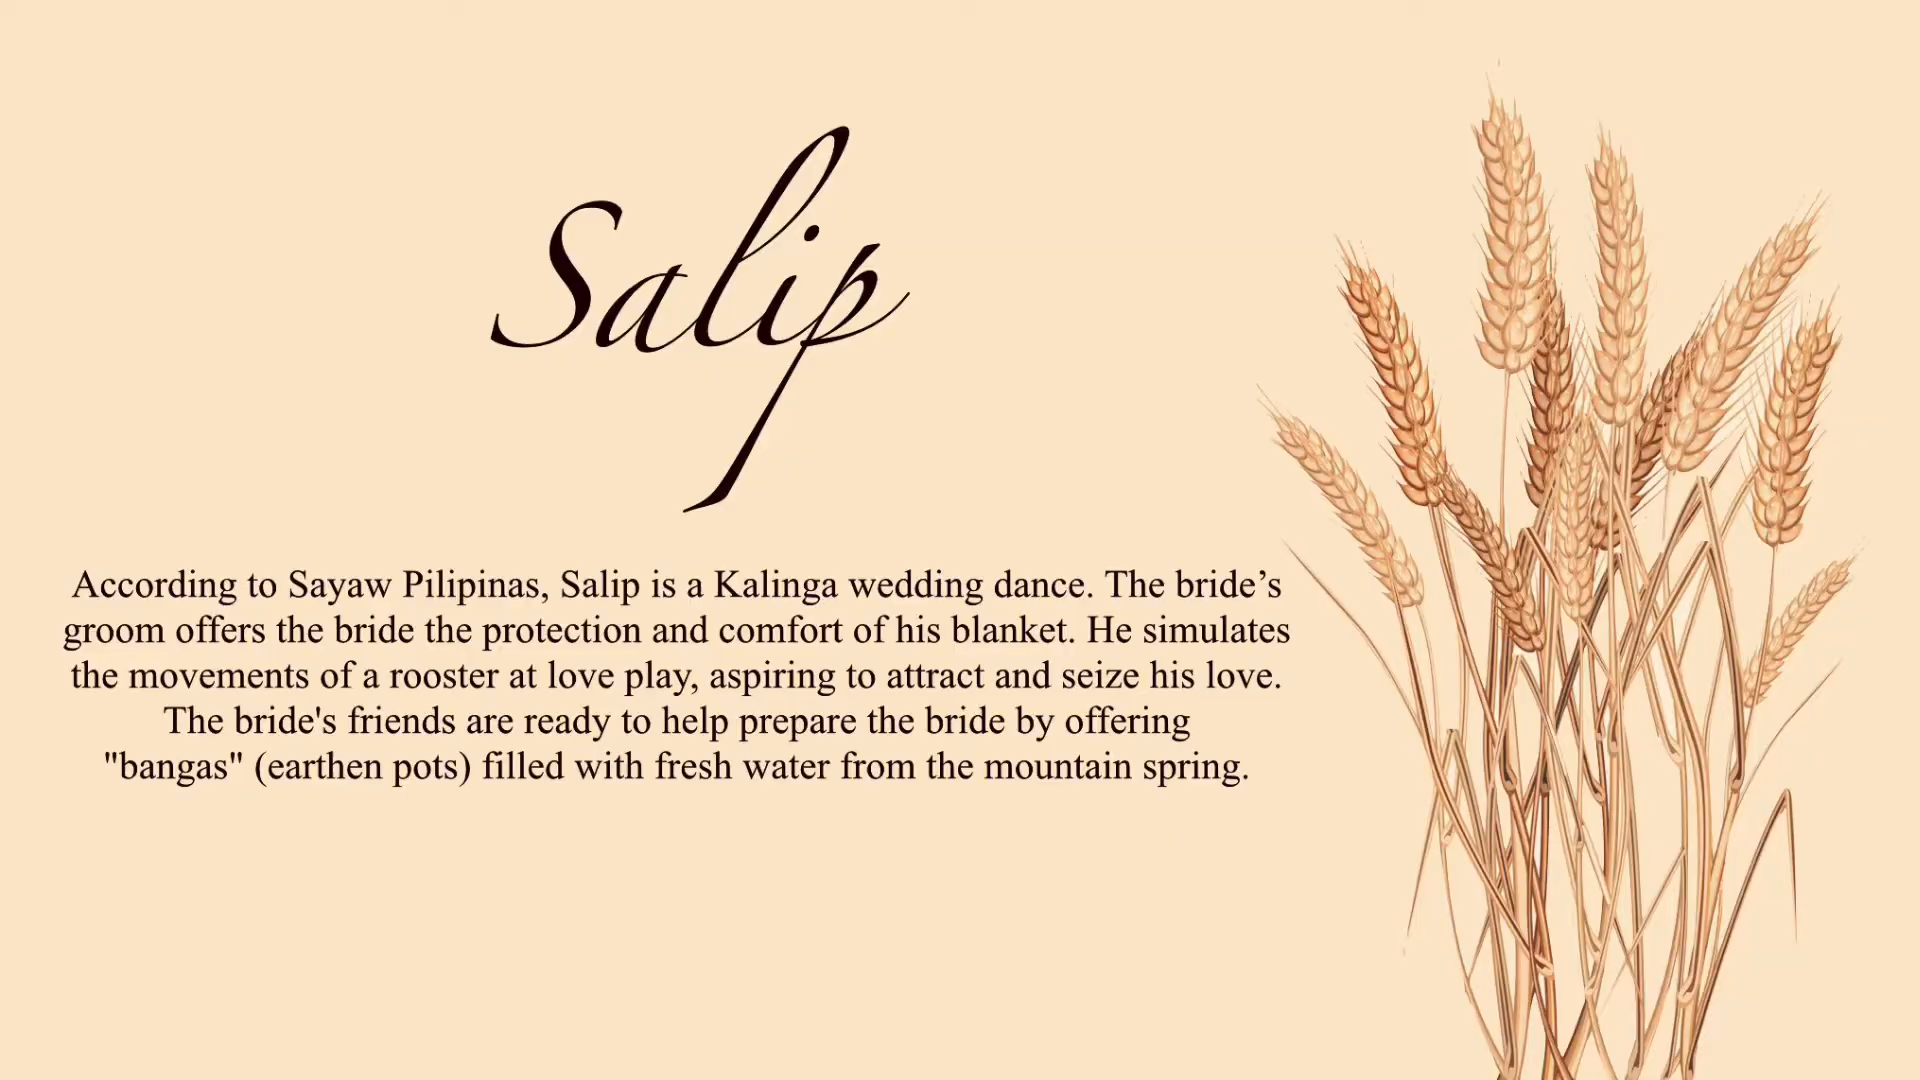 Salip
According to Sayaw Pilipinas, Salip is a Kalinga wedding dance. The bride’s
groom offers the bride the protection and comfort of his blanket. He simulates
the movements of a rooster at love play, aspiring to attract and seize his love.
The bride's friends are ready to help prepare the bride by offering
"bangas" (earthen pots) filled with fresh water from the mountain spring.